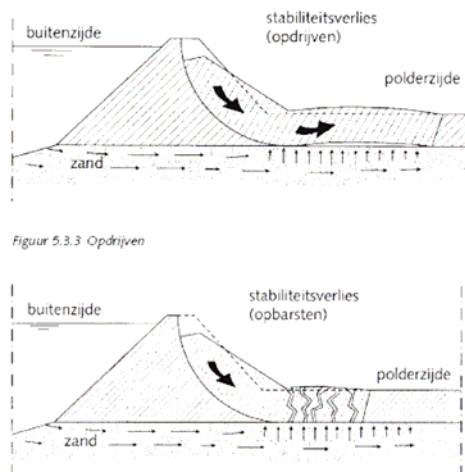 stabiliteitsverlies
(opdrijven)
buitenzijde
polderzijde
zand
Figuur 5.3.3 Opdrijven
stabiliteitsverlies
(opbarsten)
buitenzijde
polderzijde
zand